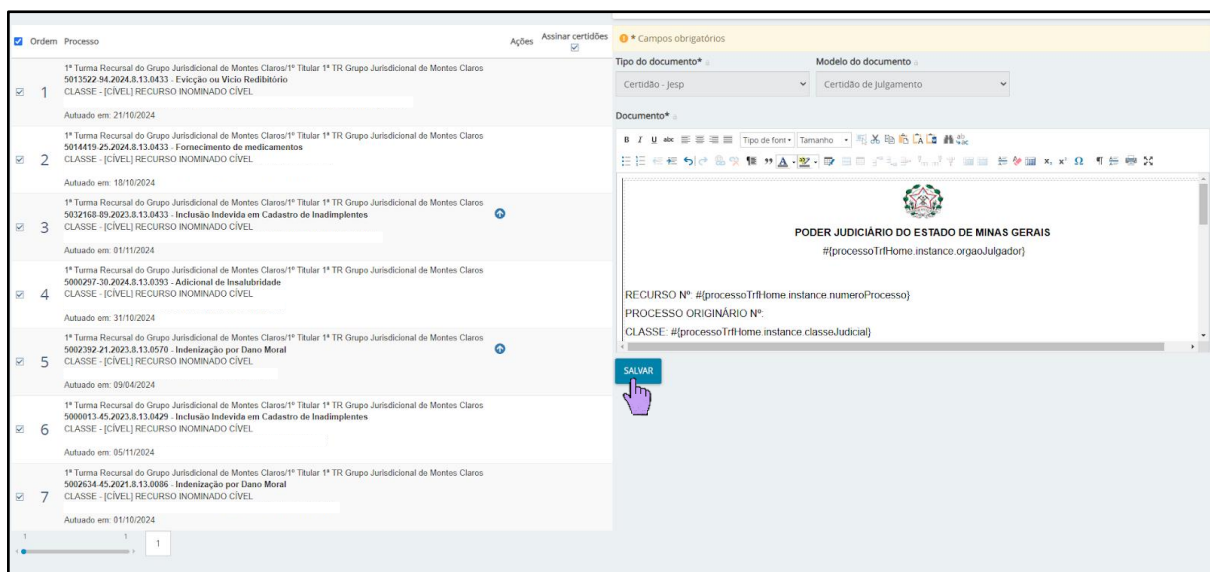 Ordem Processo Ações Assinar certidões
1ª Turma Recursal do Grupo Jurisdicional de Montes Claros/1º Titular 1ª TR Grupo Jurisdicional de Montes Claros
1 5013522-94.2024.8.13.0433 - Evicção ou Vicio Redibitório
CLASSE - [CÍVEL] RECURSO INOMINADO CÍVEL
Autuado em: 21/10/2024
1ª Turma Recursal do Grupo Jurisdicional de Montes Claros/1º Titular 1ª TR Grupo Jurisdicional de Montes Claros
2 5014419-25.2024.8.13.0433 - Fornecimento de medicamentos
CLASSE - [CÍVEL] RECURSO INOMINADO CÍVEL
Autuado em: 18/10/2024
1ª Turma Recursal do Grupo Jurisdicional de Montes Claros/1º Titular 1ª TR Grupo Jurisdicional de Montes Claros
3 5032168-89.2023.8.13.0433 - Inclusão Indevida em Cadastro de Inadimplentes
CLASSE - [CÍVEL] RECURSO INOMINADO CÍVEL
Autuado em: 01/11/2024
1ª Turma Recursal do Grupo Jurisdicional de Montes Claros/1º Titular 1ª TR Grupo Jurisdicional de Montes Claros
4 5000297-30.2024.8.13.0393 - Adicional de Insalubridade
CLASSE - [CÍVEL] RECURSO INOMINADO CÍVEL
Autuado em: 31/10/2024
1ª Turma Recursal do Grupo Jurisdicional de Montes Claros/1º Titular 1ª TR Grupo Jurisdicional de Montes Claros
5 5002392-21.2023.8.13.0570 - Indenização por Dano Moral
CLASSE - [CÍVEL] RECURSO INOMINADO CÍVEL
Autuado em: 09/04/2024
1ª Turma Recursal do Grupo Jurisdicional de Montes Claros/1º Titular 1ª TR Grupo Jurisdicional de Montes Claros
6 5000013-45.2023.8.13.0429 - Inclusão Indevida em Cadastro de Inadimplentes
CLASSE - [CÍVEL] RECURSO INOMINADO CÍVEL
Autuado em: 05/11/2024
1ª Turma Recursal do Grupo Jurisdicional de Montes Claros/1º Titular 1ª TR Grupo Jurisdicional de Montes Claros
7 5002634-45.2021.8.13.0086 - Indenização por Dano Moral
CLASSE - [CÍVEL] RECURSO INOMINADO CÍVEL
Autuado em: 01/10/2024
1 1 1
* Campos obrigatórios
Tipo do documento* Modelo do documento
Certidão - Jesp Certidão de Julgamento
Documento*
B I U abc Tipo de font Tamanho
PODER JUDICIÁRIO DO ESTADO DE MINAS GERAIS
#{processoTrfHome.instance.orgaoJulgador}
RECURSO Nº: #{processoTrfHome.instance.numeroProcesso}
PROCESSO ORIGINÁRIO Nº:
CLASSE: #{processoTrfHome.instance.classeJudicial}
SALVAR